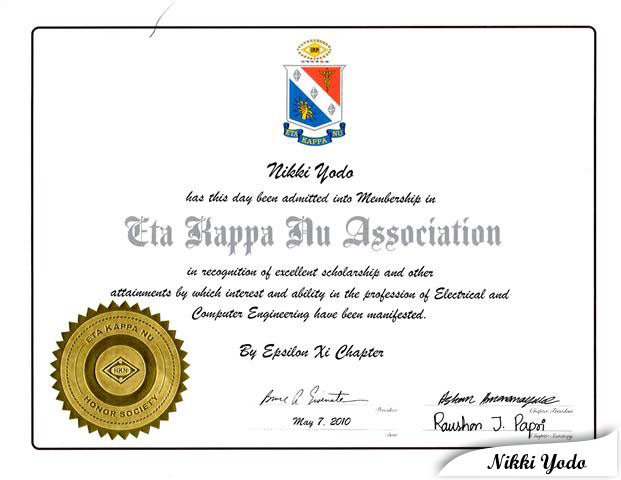 HKN
ETA KAPPA NU
Nikki Yodo
has this day been admitted into Membership in
Eta Kappa Nu Association
in recognition of excellent scholarship and other
attainments by which interest and ability in the profession of Electrical and
Computer Engineering have been manifested.
By Epsilon Xi Chapter
ETA KAPPA NU
HKN
HONOR SOCIETY
President
Chapter President
May 7, 2010
Raushon J. Papri
Date
Chapter Secretary
Nikki Yodo